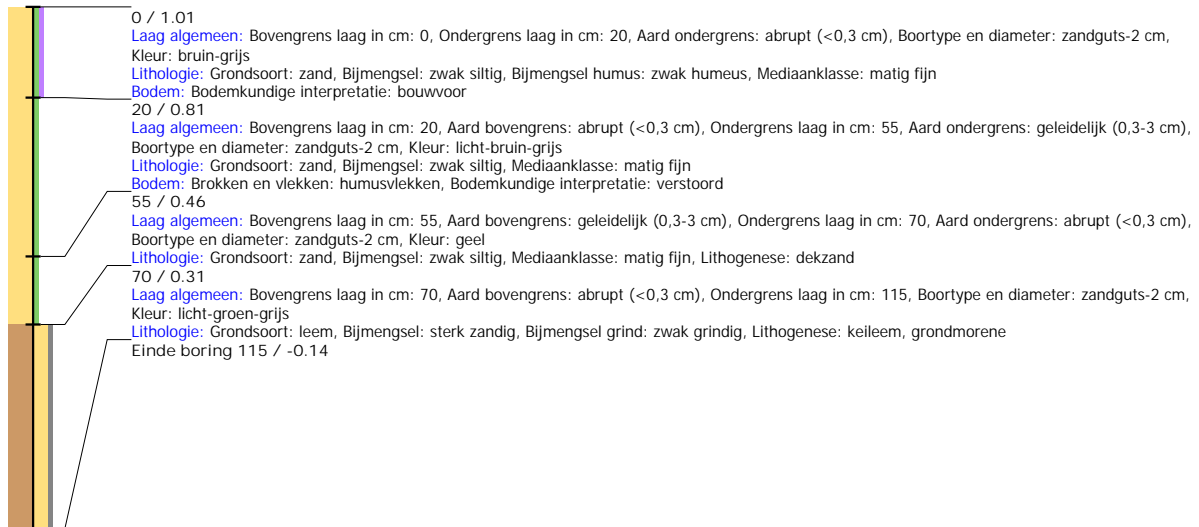 0 / 1.01
Laag algemeen: Bovengrens laag in cm: 0, Ondergrens laag in cm: 20, Aard ondergrens: abrupt (<0,3 cm), Boortype en diameter: zandguts-2 cm,
Kleur: bruin-grijs
Lithologie: Grondsoort: zand, Bijmengsel: zwak siltig, Bijmengsel humus: zwak humeus, Mediaanklasse: matig fijn
Bodem: Bodemkundige interpretatie: bouwvoor
20 / 0.81
Laag algemeen: Bovengrens laag in cm: 20, Aard bovengrens: abrupt (<0,3 cm), Ondergrens laag in cm: 55, Aard ondergrens: geleidelijk (0,3-3 cm),
Boortype en diameter: zandguts-2 cm, Kleur: licht-bruin-grijs
Lithologie: Grondsoort: zand, Bijmengsel: zwak siltig, Mediaanklasse: matig fijn
Bodem: Brokken en vlekken: humusvlekken, Bodemkundige interpretatie: verstoord
55 / 0.46
Laag algemeen: Bovengrens laag in cm: 55, Aard bovengrens: geleidelijk (0,3-3 cm), Ondergrens laag in cm: 70, Aard ondergrens: abrupt (<0,3 cm),
Boortype en diameter: zandguts-2 cm, Kleur: geel
Lithologie: Grondsoort: zand, Bijmengsel: zwak siltig, Mediaanklasse: matig fijn, Lithogenese: dekzand
70 / 0.31
Laag algemeen: Bovengrens laag in cm: 70, Aard bovengrens: abrupt (<0,3 cm), Ondergrens laag in cm: 115, Boortype en diameter: zandguts-2 cm,
Kleur: licht-groen-grijs
Lithologie: Grondsoort: leem, Bijmengsel: sterk zandig, Bijmengsel grind: zwak grindig, Lithogenese: keileem, grondmorene
Einde boring 115 / -0.14